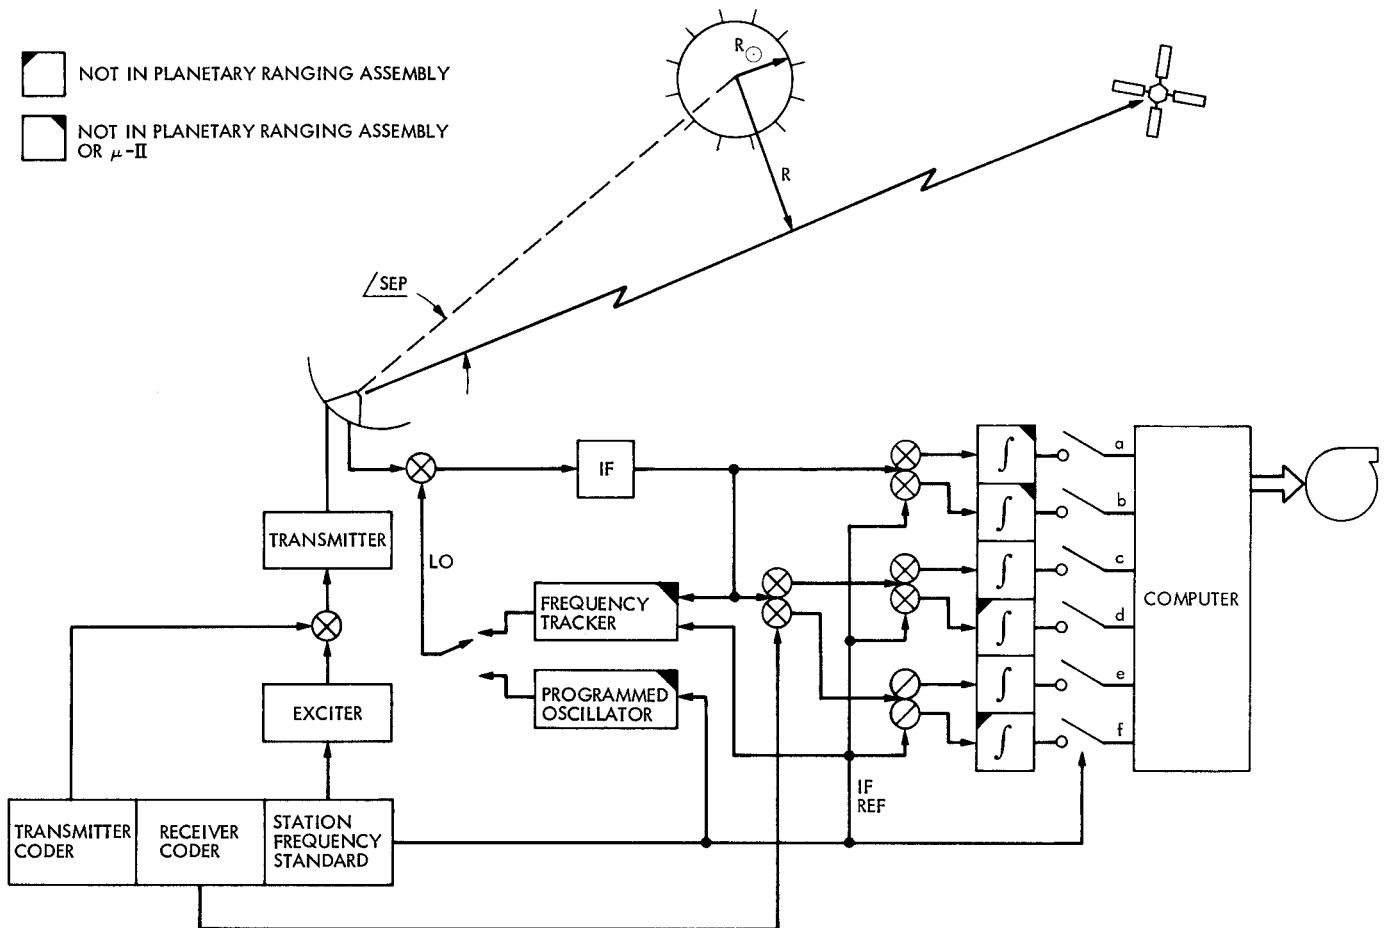 NOT IN PLANETARY RANGING ASSEMBLY
NOT IN PLANETARY RANGING ASSEMBLY
OR μ-II
R☉
R
∠SEP
IF
TRANSMITTER
LO
FREQUENCY
TRACKER
PROGRAMMED
OSCILLATOR
EXCITER
∫
∫
∫
∫
∫
∫
a
b
c
d
e
f
COMPUTER
IF
REF
TRANSMITTER
CODER
RECEIVER
CODER
STATION
FREQUENCY
STANDARD